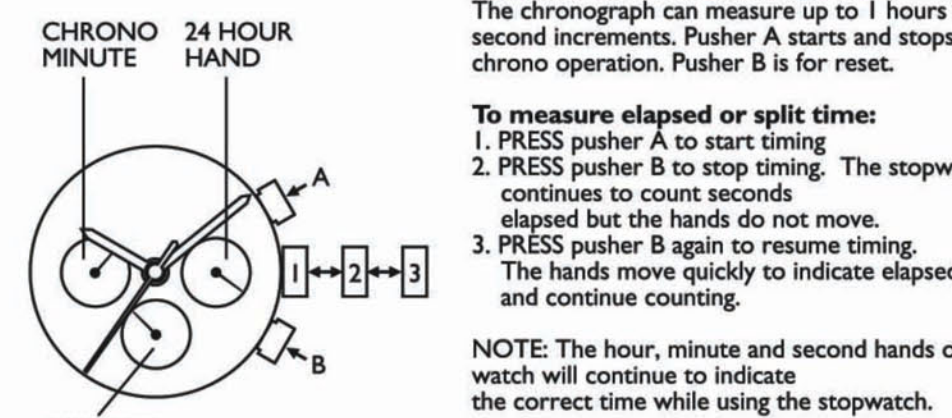 CHRONO
MINUTE
24 HOUR
HAND
A
1
2
3
B
The chronograph can measure up to 1 hours
second increments. Pusher A starts and stops
chrono operation. Pusher B is for reset.
To measure elapsed or split time:
1. PRESS pusher A to start timing
2. PRESS pusher B to stop timing. The stopw
continues to count seconds
elapsed but the hands do not move.
3. PRESS pusher B again to resume timing.
The hands move quickly to indicate elapsed
and continue counting.
NOTE: The hour, minute and second hands o
watch will continue to indicate
the correct time while using the stopwatch.